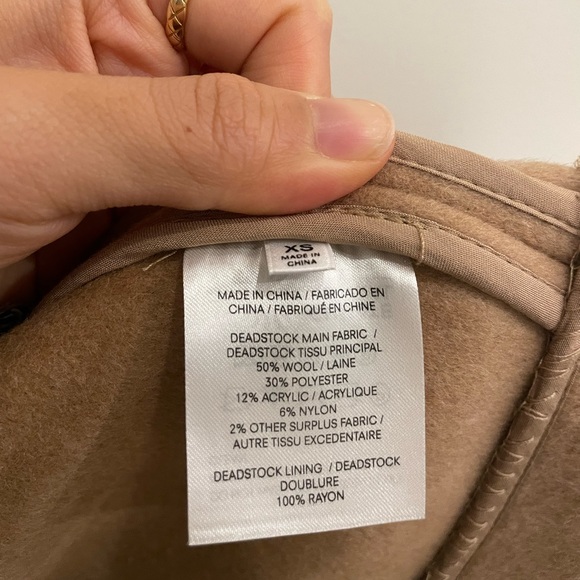 XS
MADE IN
CHINA
MADE IN CHINA / FABRICADO EN
CHINA / FABRIQUÉ EN CHINE
DEADSTOCK MAIN FABRIC /
DEADSTOCK TISSU PRINCIPAL
50% WOOL / LAINE
30% POLYESTER
12% ACRYLIC / ACRYLIQUE
6% NYLON
2% OTHER SURPLUS FABRIC /
AUTRE TISSU EXCEDENTAIRE
DEADSTOCK LINING / DEADSTOCK
DOUBLURE
100% RAYON